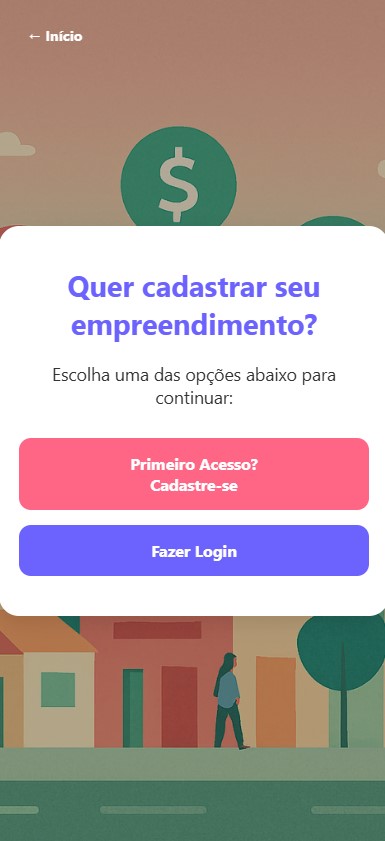 ← Início
$
Quer cadastrar seu
empreendimento?
Escolha uma das opções abaixo para
continuar:
Primeiro Acesso?
Cadastre-se
Fazer Login